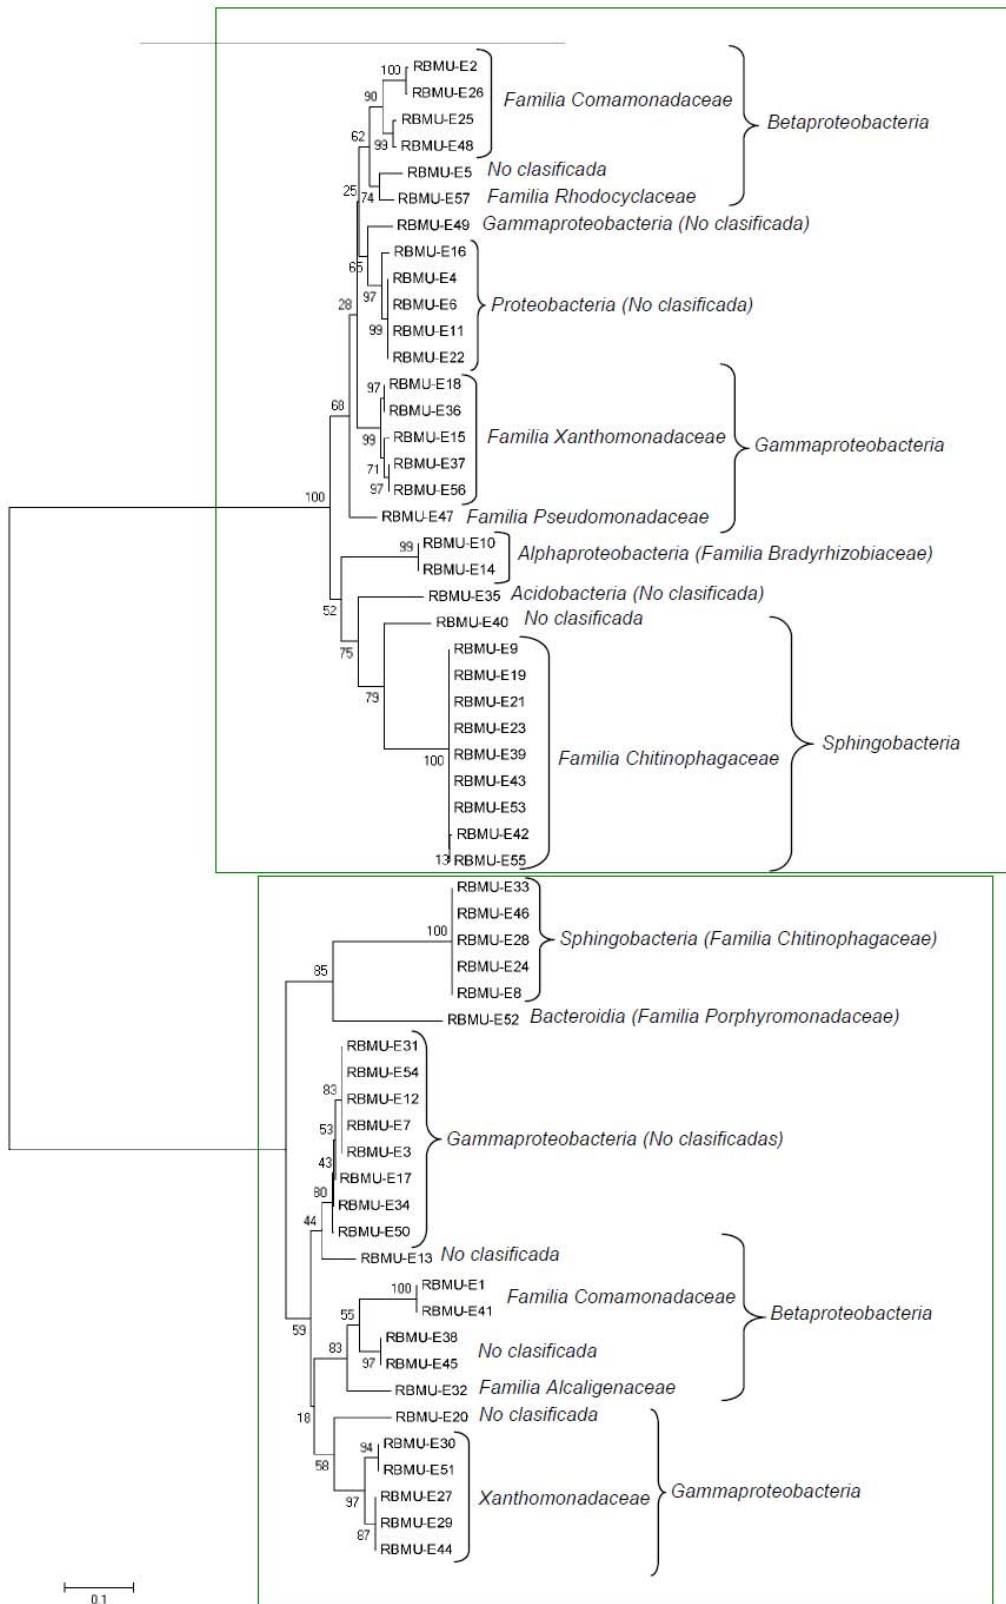 100 RBMU-E2
RBMU-E26
90
Familia Comamonadaceae
RBMU-E25
Betaproteobacteria
62
99 RBMU-E48
RBMU-E5 No clasificada
25
74 RBMU-E57 Familia Rhodocyclaceae
RBMU-E49 Gammaproteobacteria (No clasificada)
65
RBMU-E16
RBMU-E4
97
28
RBMU-E6 Proteobacteria (No clasificada)
99 RBMU-E11
RBMU-E22
97 RBMU-E18
68
RBMU-E36
99
RBMU-E15 Familia Xanthomonadaceae
Gammaproteobacteria
71 RBMU-E37
97 RBMU-E56
100
RBMU-E47 Familia Pseudomonadaceae
99 RBMU-E10
Alphaproteobacteria (Familia Bradyrhizobiaceae)
RBMU-E14
52
RBMU-E35 Acidobacteria (No clasificada)
RBMU-E40 No clasificada
75
RBMU-E9
RBMU-E19
79
RBMU-E21
RBMU-E23
Sphingobacteria
100 RBMU-E39 Familia Chitinophagaceae
RBMU-E43
RBMU-E53
RBMU-E42
13 RBMU-E55
RBMU-E33
RBMU-E46
100
RBMU-E28 Sphingobacteria (Familia Chitinophagaceae)
RBMU-E24
85
RBMU-E8
RBMU-E52 Bacteroidia (Familia Porphyromonadaceae)
RBMU-E31
RBMU-E54
83
RBMU-E12
53
RBMU-E7
Gammaproteobacteria (No clasificadas)
RBMU-E3
43
RBMU-E17
80
RBMU-E34
44
RBMU-E50
RBMU-E13 No clasificada
100 RBMU-E1
Familia Comamonadaceae
RBMU-E41
55
Betaproteobacteria
59
RBMU-E38
83
No clasificada
97 RBMU-E45
RBMU-E32 Familia Alcaligenaceae
18
RBMU-E20 No clasificada
94 RBMU-E30
58
RBMU-E51
97
RBMU-E27 Xanthomonadaceae
Gammaproteobacteria
RBMU-E29
87
RBMU-E44
0.1